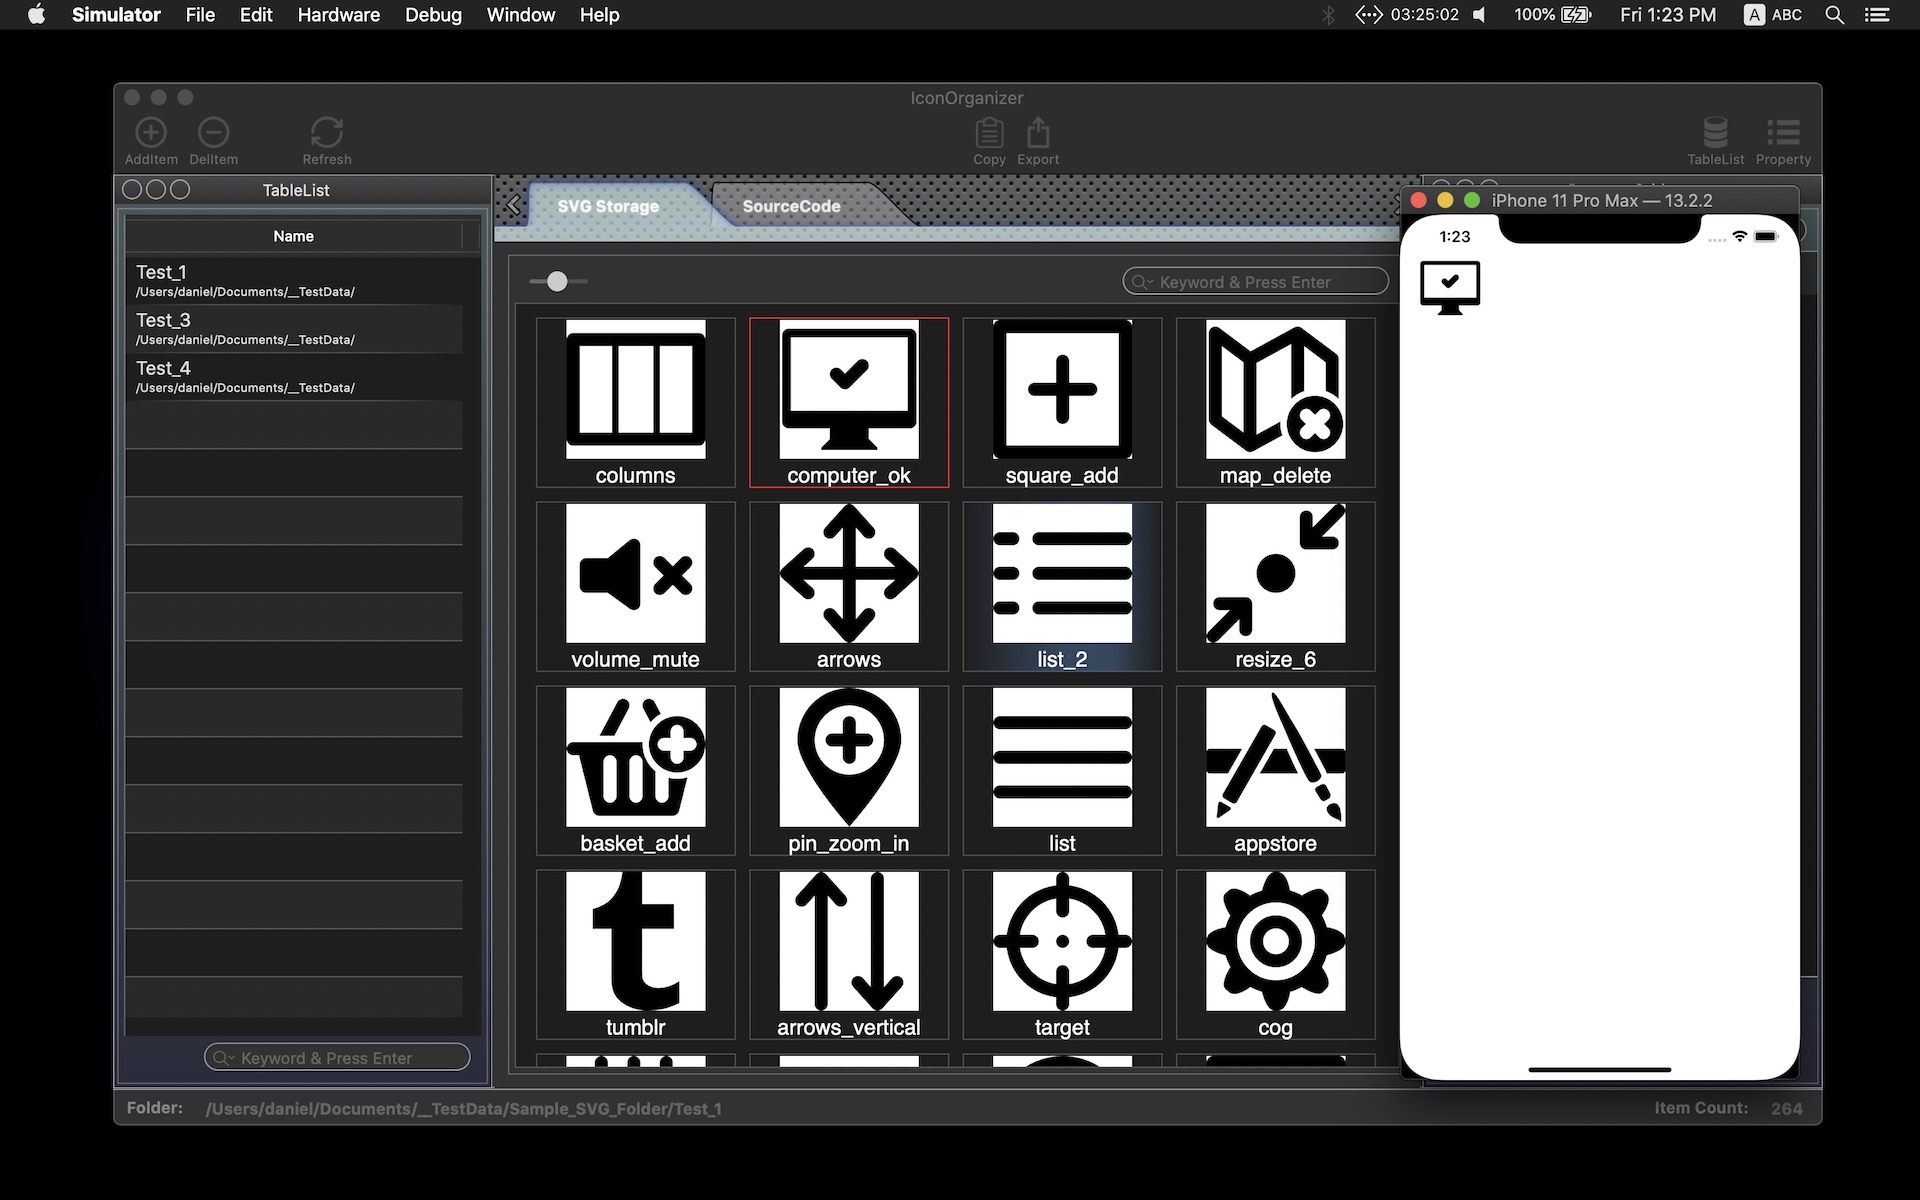 Simulator File Edit Hardware Debug Window Help 03:25:02 100% Fri 1:23 PM A ABC
IconOrganizer
AddItem DelItem Refresh Copy Export TableList Property
TableList
Name
Test_1
/Users/daniel/Documents/__TestData/
Test_3
/Users/daniel/Documents/__TestData/
Test_4
/Users/daniel/Documents/__TestData/
Keyword & Press Enter
SVG Storage SourceCode
Keyword & Press Enter
columns computer_ok square_add map_delete
volume_mute arrows list_2 resize_6
basket_add pin_zoom_in list appstore
tumblr arrows_vertical target cog
iPhone 11 Pro Max — 13.2.2
1:23
Folder: /Users/daniel/Documents/__TestData/Sample_SVG_Folder/Test_1 Item Count: 264